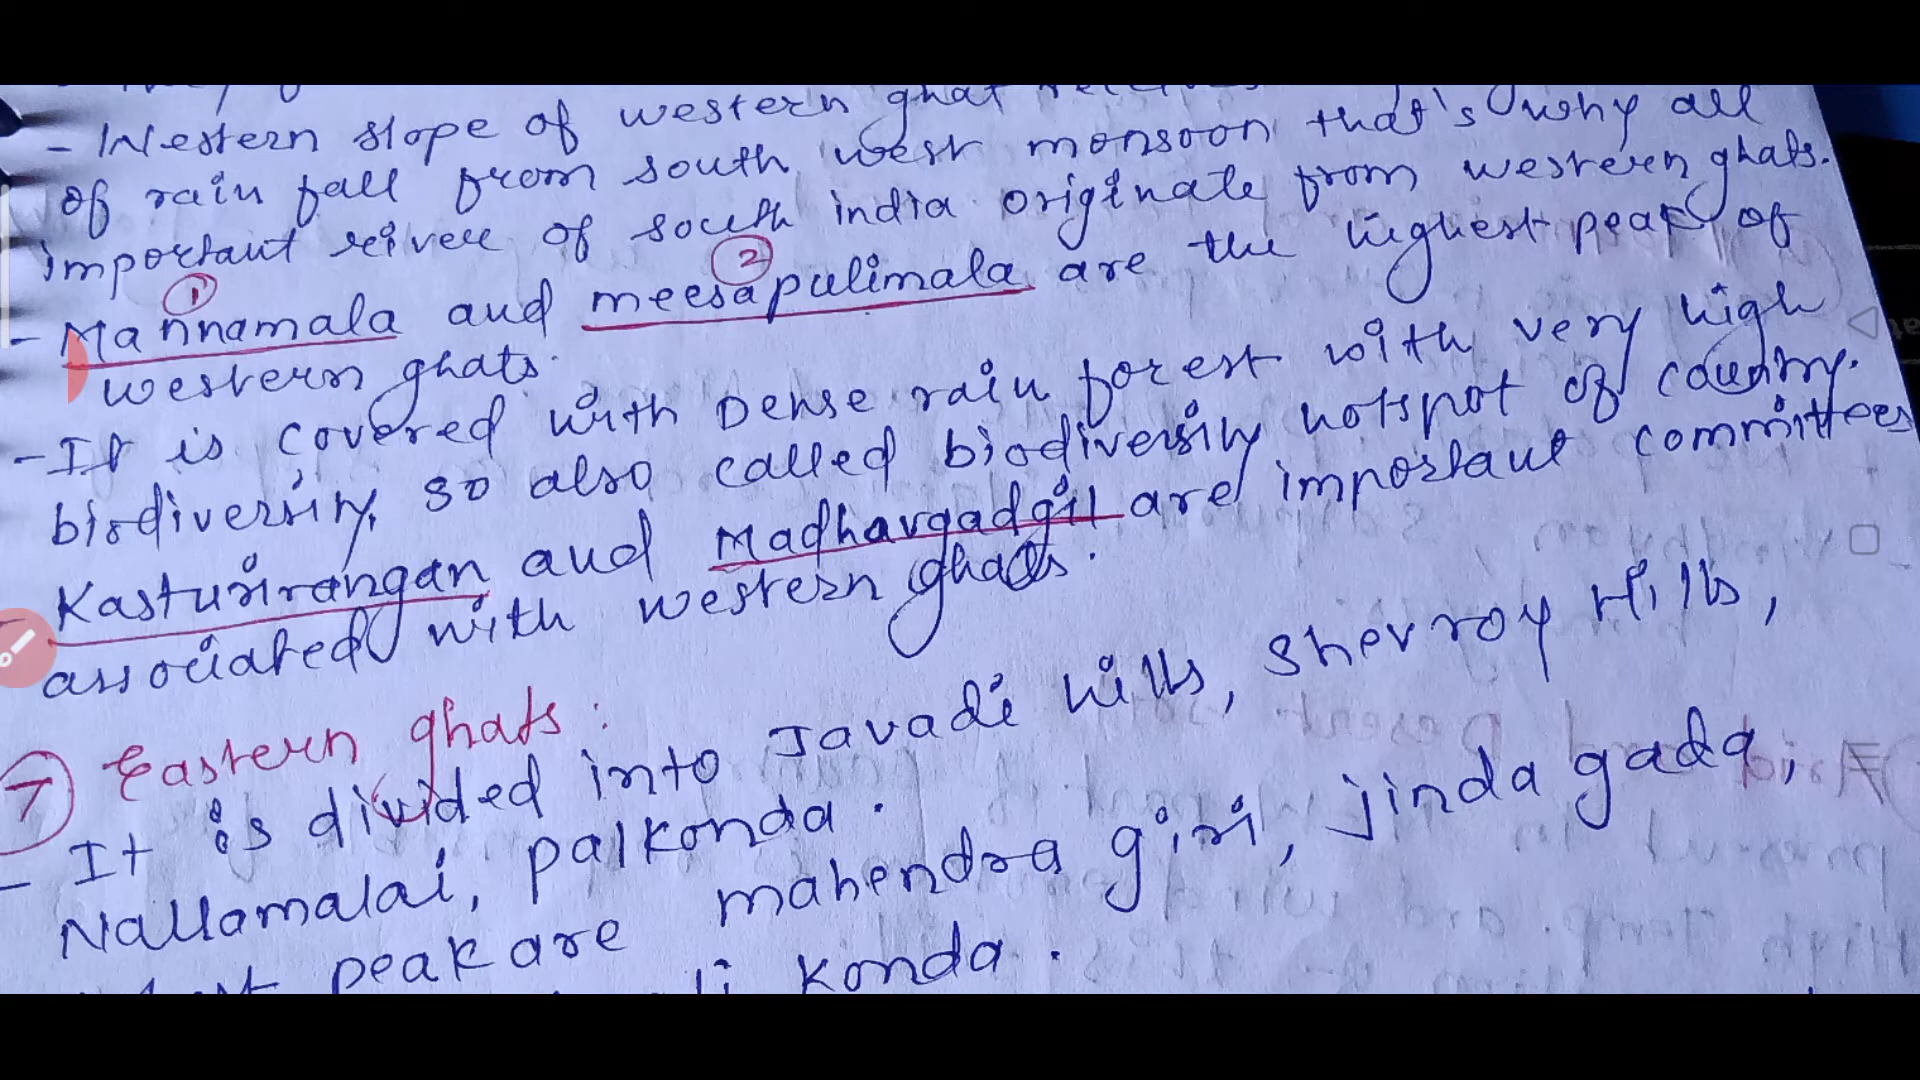 - Western slope of western ghat
of rain fall from south west monsoon that's why all
important river of south india originate from western ghats.
① ②
- Mannamala and meesapulimala are the highest peak of
western ghats.
- It is covered with Dense rain forest with very high
biodiversity, so also called biodiversity hotspot of country.
Kasturirangan and Madhavgadgil are important committees
associated with western ghats.
⑦ Eastern ghats :
- It is divided into Javadi hills, Shevroy Hills,
Nallamalai, palkonda.
peak are mahendra giri, jindagada,
konda.